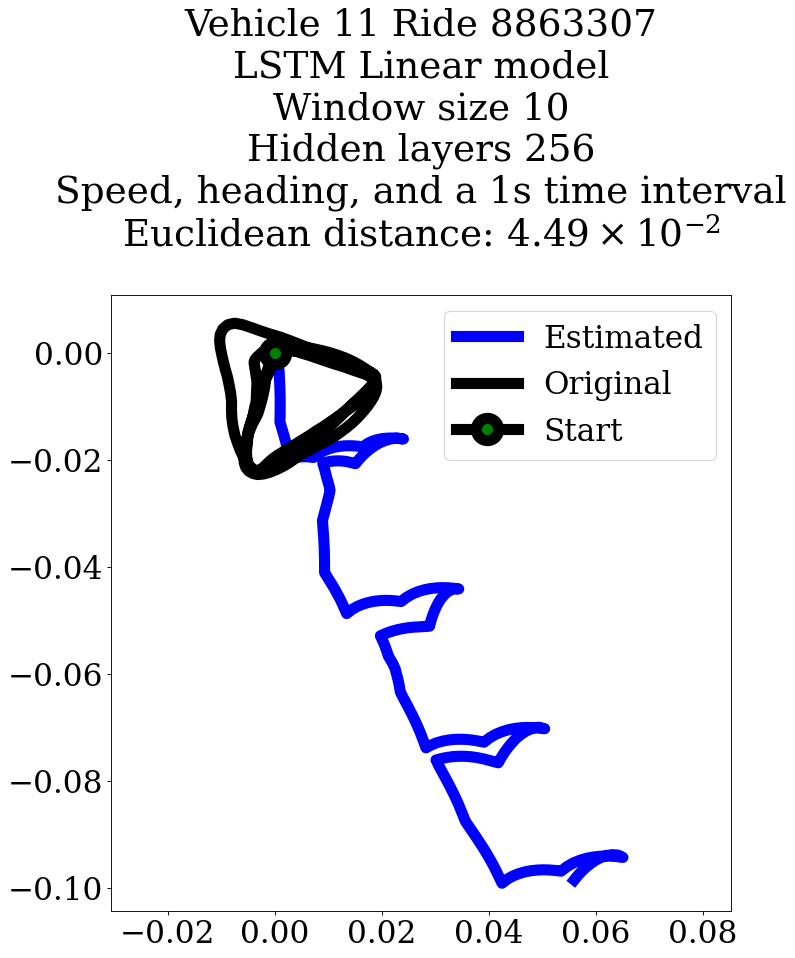 Vehicle 11 Ride 8863307
LSTM Linear model
Window size 10
Hidden layers 256
Speed, heading, and a 1s time interval
Euclidean distance: 4.49 × 10⁻²
Estimated
Original
Start
0.00
−0.02
−0.04
−0.06
−0.08
−0.10
−0.02 0.00 0.02 0.04 0.06 0.08